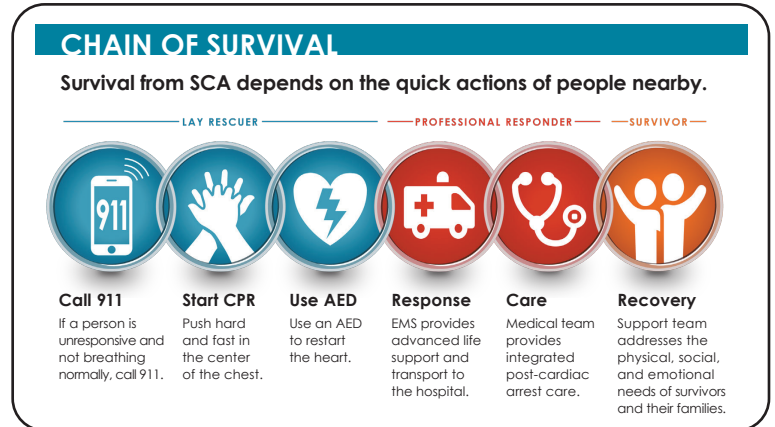 CHAIN OF SURVIVAL
Survival from SCA depends on the quick actions of people nearby.
LAY RESCUER
PROFESSIONAL RESPONDER
SURVIVOR
911
Call 911
If a person is
unresponsive and
not breathing
normally, call 911.
Start CPR
Push hard
and fast in
the center
of the chest.
Use AED
Use an AED
to restart
the heart.
Response
EMS provides
advanced life
support and
transport to
the hospital.
Care
Medical team
provides
integrated
post-cardiac
arrest care.
Recovery
Support team
addresses the
physical, social,
and emotional
needs of survivors
and their families.